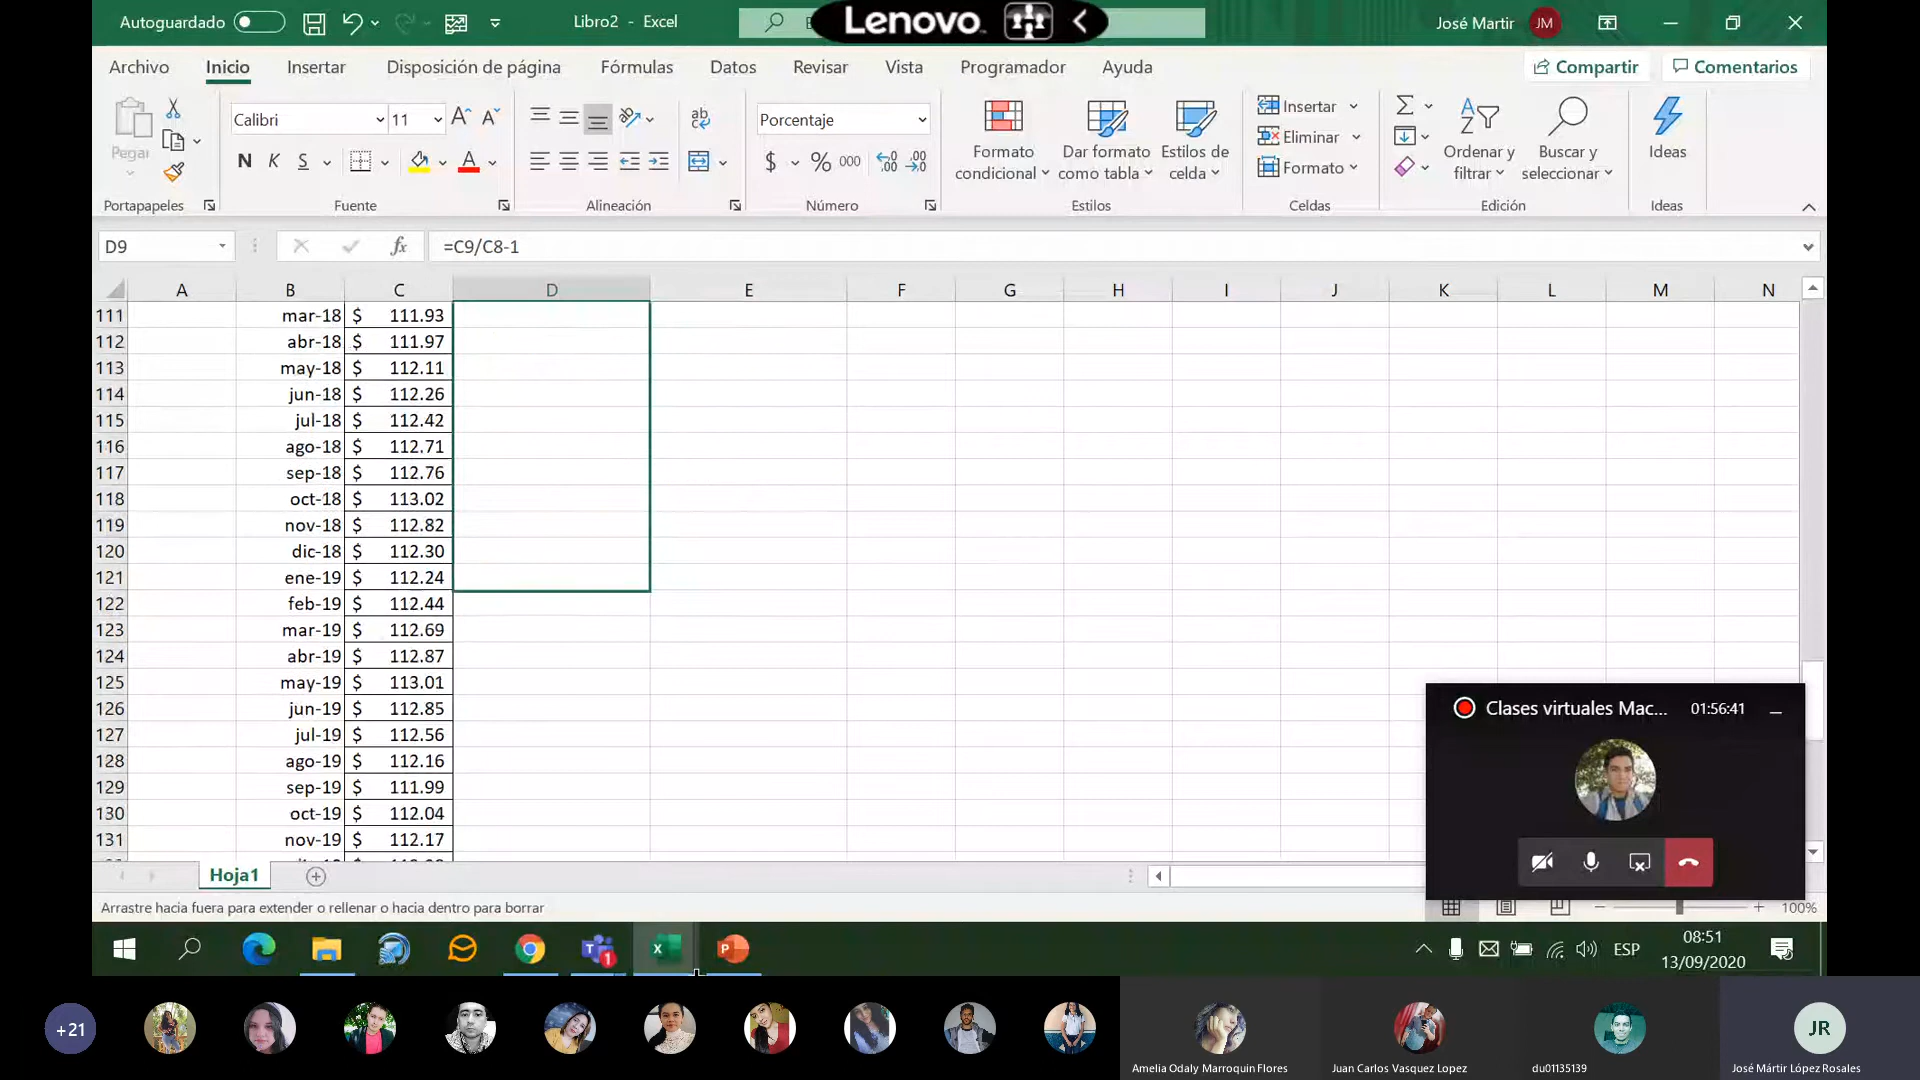 Autoguardado Libro2 - Excel Lenovo José Martir JM
Archivo Inicio Insertar Disposición de página Fórmulas Datos Revisar Vista Programador Ayuda Compartir Comentarios
Pegar Calibri 11 Porcentaje Insertar
N K S $ % 000 Eliminar
Formato condicional Dar formato como tabla Estilos de celda Formato Ordenar y filtrar Buscar y seleccionar Ideas
Portapapeles Fuente Alineación Número Estilos Celdas Edición Ideas
D9 fx =C9/C8-1
A B C D E F G H I J K L M N
111 mar-18 $ 111.93
112 abr-18 $ 111.97
113 may-18 $ 112.11
114 jun-18 $ 112.26
115 jul-18 $ 112.42
116 ago-18 $ 112.71
117 sep-18 $ 112.76
118 oct-18 $ 113.02
119 nov-18 $ 112.82
120 dic-18 $ 112.30
121 ene-19 $ 112.24
122 feb-19 $ 112.44
123 mar-19 $ 112.69
124 abr-19 $ 112.87
125 may-19 $ 113.01
126 jun-19 $ 112.85
127 jul-19 $ 112.56
128 ago-19 $ 112.16
129 sep-19 $ 111.99
130 oct-19 $ 112.04
131 nov-19 $ 112.17
Clases virtuales Mac... 01:56:41
Hoja1
Arrastre hacia fuera para extender o rellenar o hacia dentro para borrar 100%
ESP 08:51
13/09/2020
+21 JR
Amelia Odaly Marroquin Flores Juan Carlos Vasquez Lopez du01135139 José Mártir López Rosales